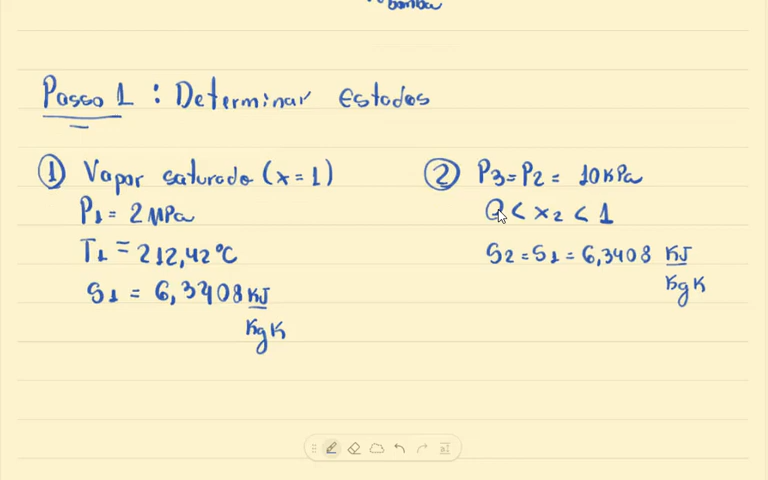 bomba
Passo 1 : Determinar Estados
① Vapor saturado (x = 1)
P1 = 2 MPa
T1 = 212,42 °C
S1 = 6,3408 KJ
Kg K
② P3 = P2 = 10 KPa
0 < x2 < 1
S2 = S1 = 6,3408 KJ
Kg K